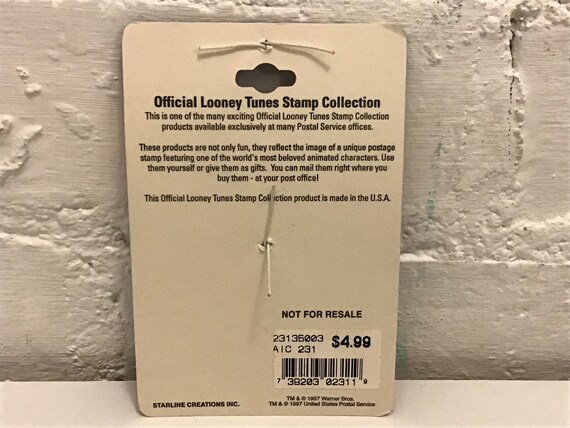 Official Looney Tunes Stamp Collection
This is one of the many exciting Official Looney Tunes Stamp Collection
products available exclusively at many Postal Service offices.
These products are not only fun, they reflect the image of a unique postage
stamp featuring one of the world's most beloved animated characters. Use
them yourself or give them as gifts. You can mail them right where you
buy them - at your post office!
This Official Looney Tunes Stamp Collection product is made in the U.S.A.
NOT FOR RESALE
23135003 $4.99
AIC 231
7 39203 02311 9
STARLINE CREATIONS INC.
TM & © 1997 Warner Bros.
TM & © 1997 United States Postal Service